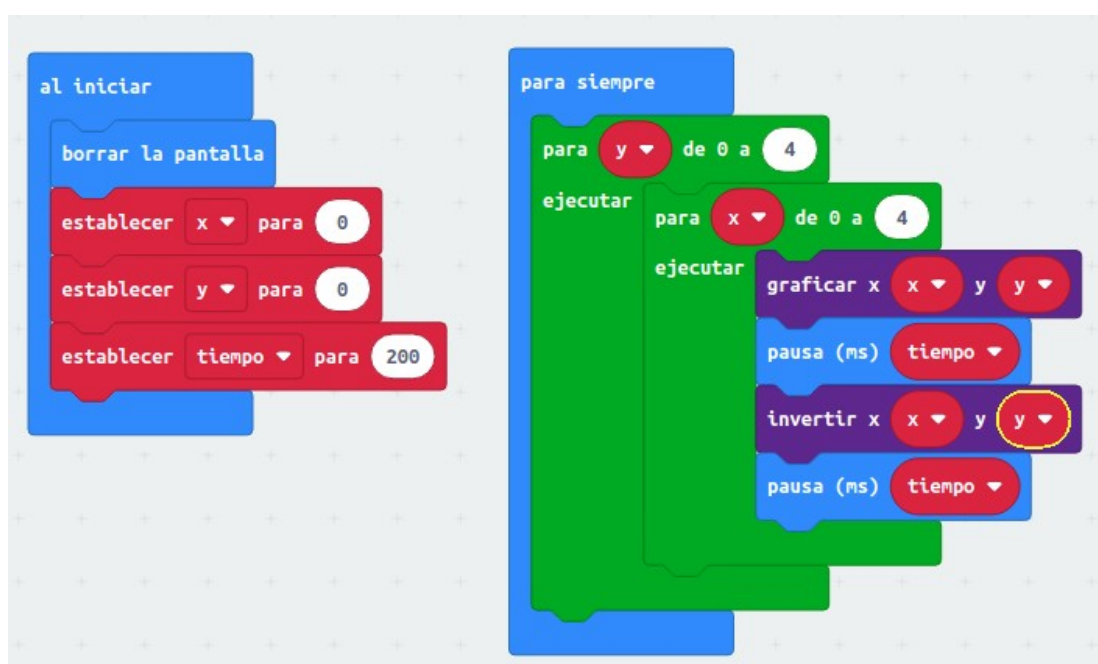 al iniciar
borrar la pantalla
establecer x para 0
establecer y para 0
establecer tiempo para 200
para siempre
para y de 0 a 4
ejecutar
para x de 0 a 4
ejecutar
graficar x x y y
pausa (ms) tiempo
invertir x x y y
pausa (ms) tiempo